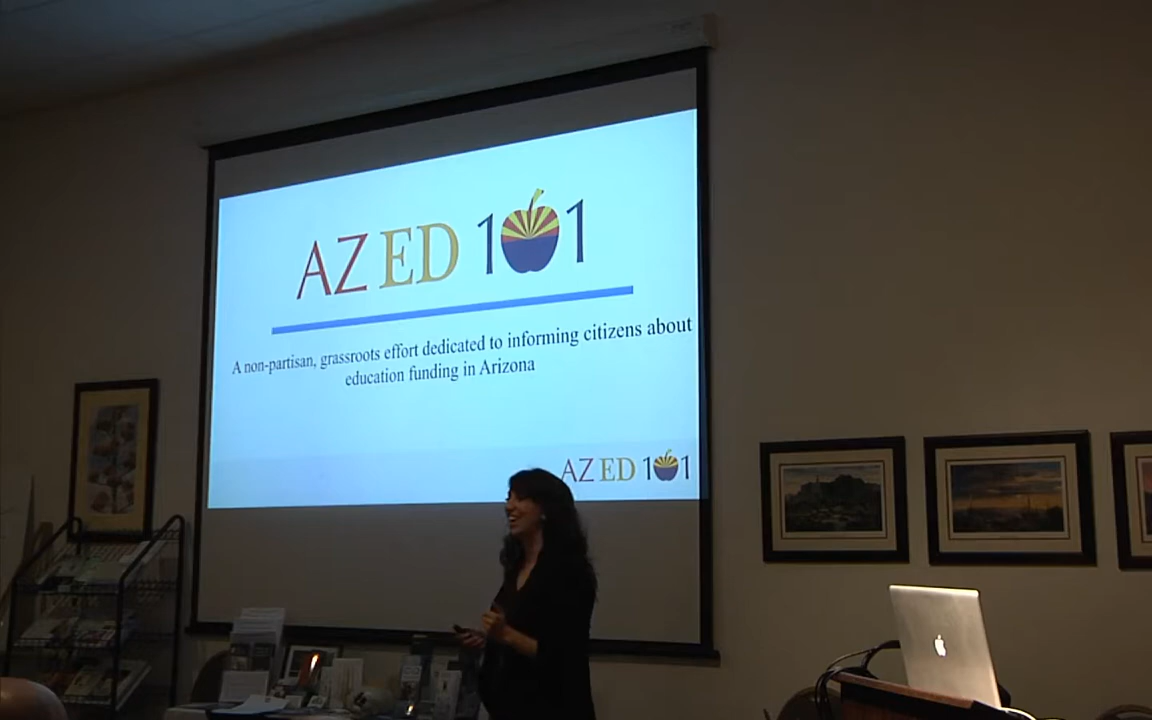 AZ ED 101
A non-partisan, grassroots effort dedicated to informing citizens about
education funding in Arizona
AZ ED 101